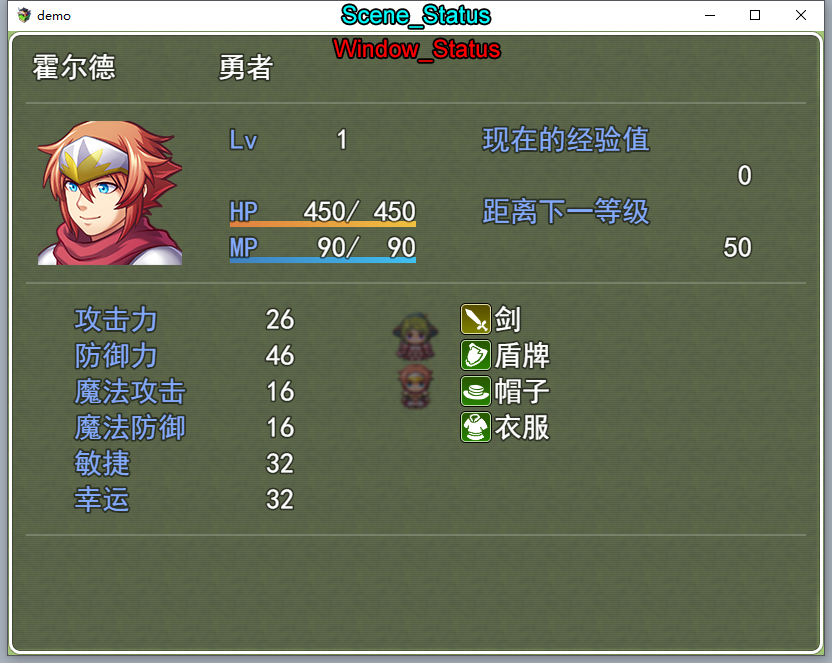 demo
Scene_Status
Window_Status
霍尔德 勇者
Lv 1 现在的经验值
0
HP 450/ 450 距离下一等级
MP 90/ 90 50
攻击力 26 剑
防御力 46 盾牌
魔法攻击 16 帽子
魔法防御 16 衣服
敏捷 32
幸运 32